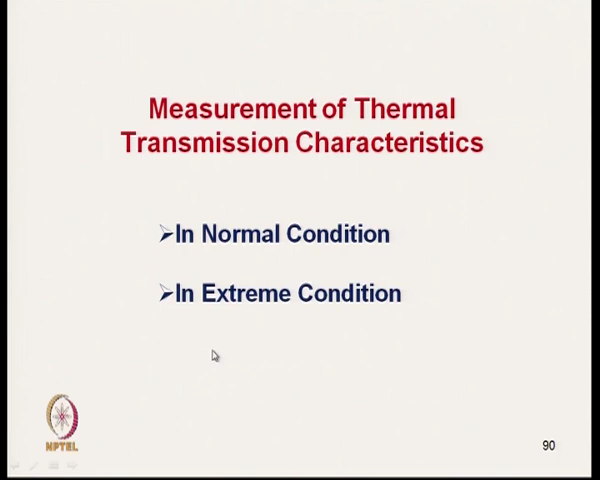 Measurement of Thermal
Transmission Characteristics
➢In Normal Condition
➢In Extreme Condition
NPTEL
90